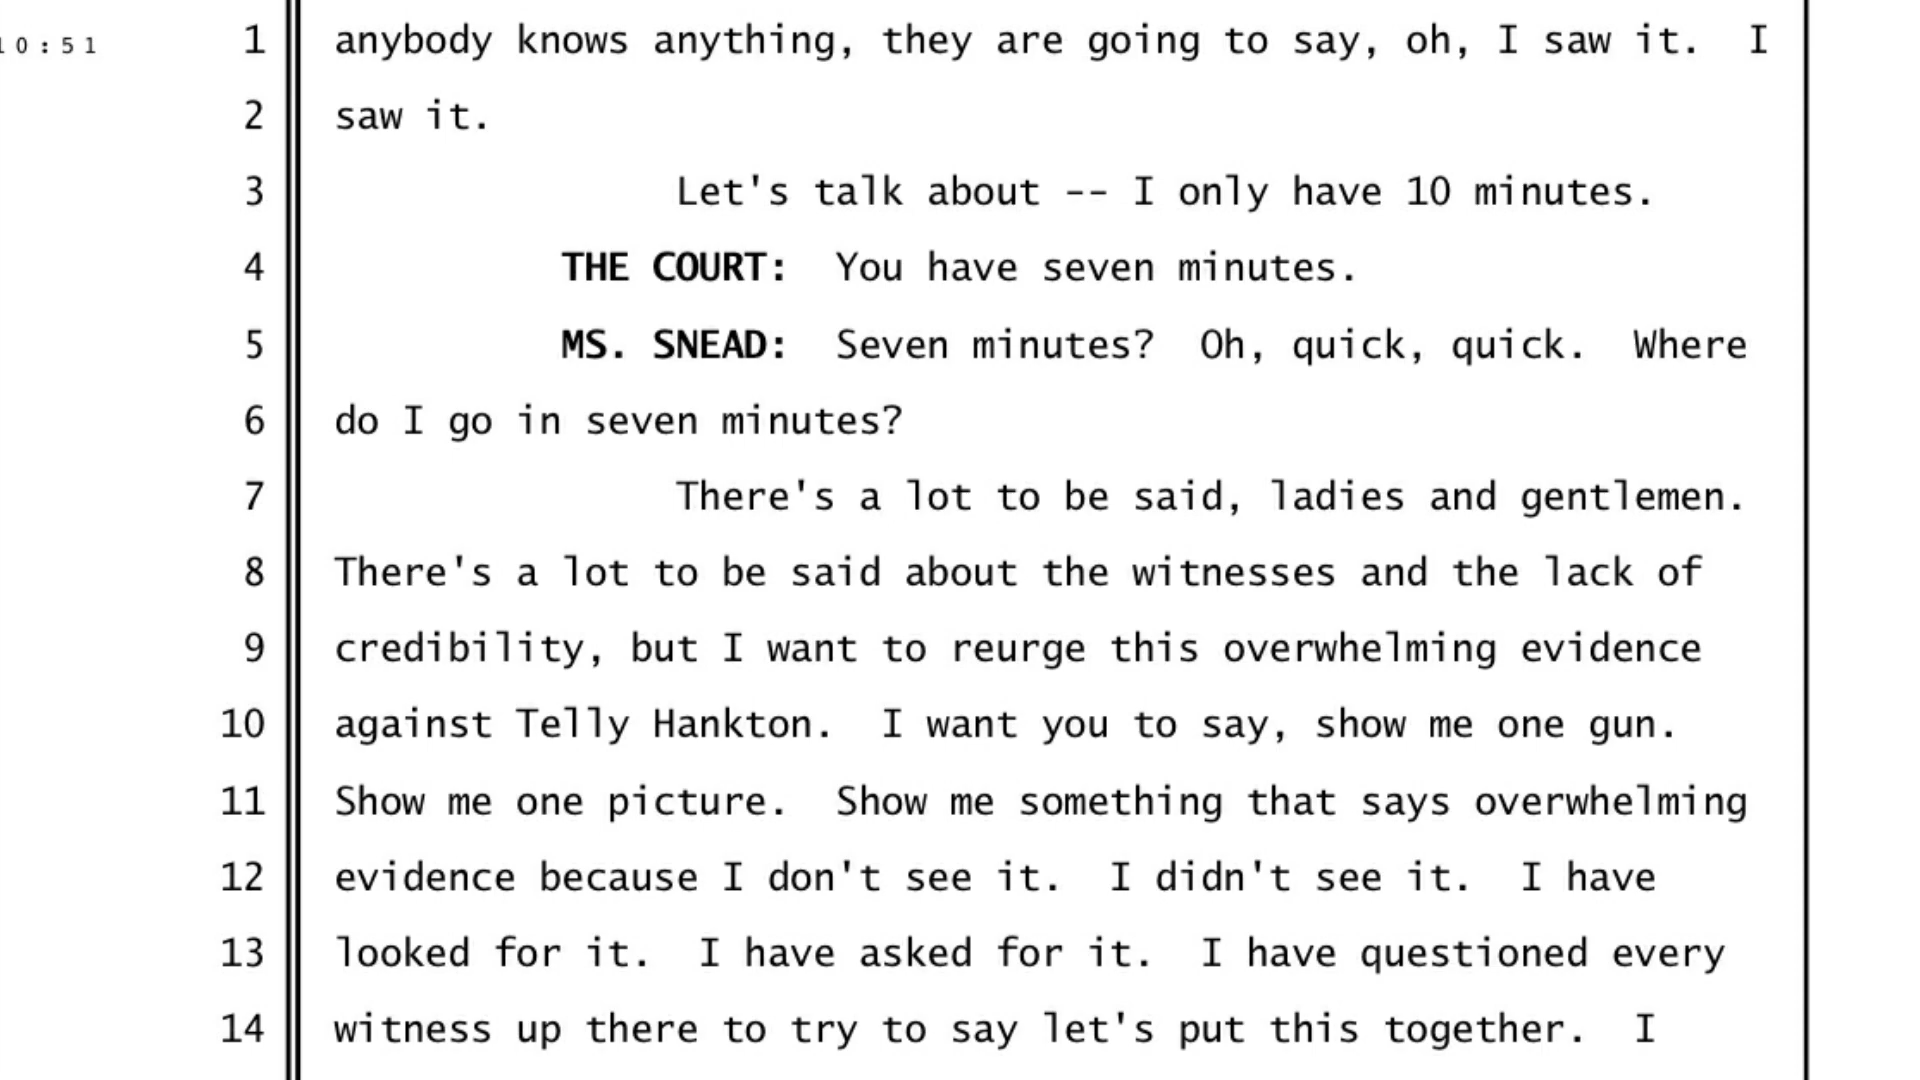 10:51 1 anybody knows anything, they are going to say, oh, I saw it. I
2 saw it.
3 Let's talk about -- I only have 10 minutes.
4 THE COURT: You have seven minutes.
5 MS. SNEAD: Seven minutes? Oh, quick, quick. Where
6 do I go in seven minutes?
7 There's a lot to be said, ladies and gentlemen.
8 There's a lot to be said about the witnesses and the lack of
9 credibility, but I want to reurge this overwhelming evidence
10 against Telly Hankton. I want you to say, show me one gun.
11 Show me one picture. Show me something that says overwhelming
12 evidence because I don't see it. I didn't see it. I have
13 looked for it. I have asked for it. I have questioned every
14 witness up there to try to say let's put this together. I